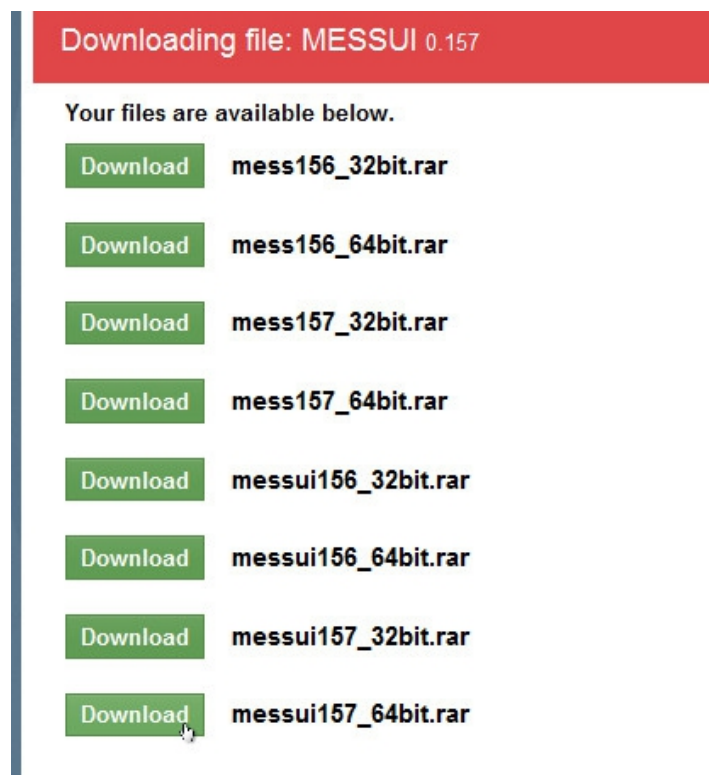 Downloading file: MESSUI 0.157
Your files are available below.
Download mess156_32bit.rar
Download mess156_64bit.rar
Download mess157_32bit.rar
Download mess157_64bit.rar
Download messui156_32bit.rar
Download messui156_64bit.rar
Download messui157_32bit.rar
Download messui157_64bit.rar